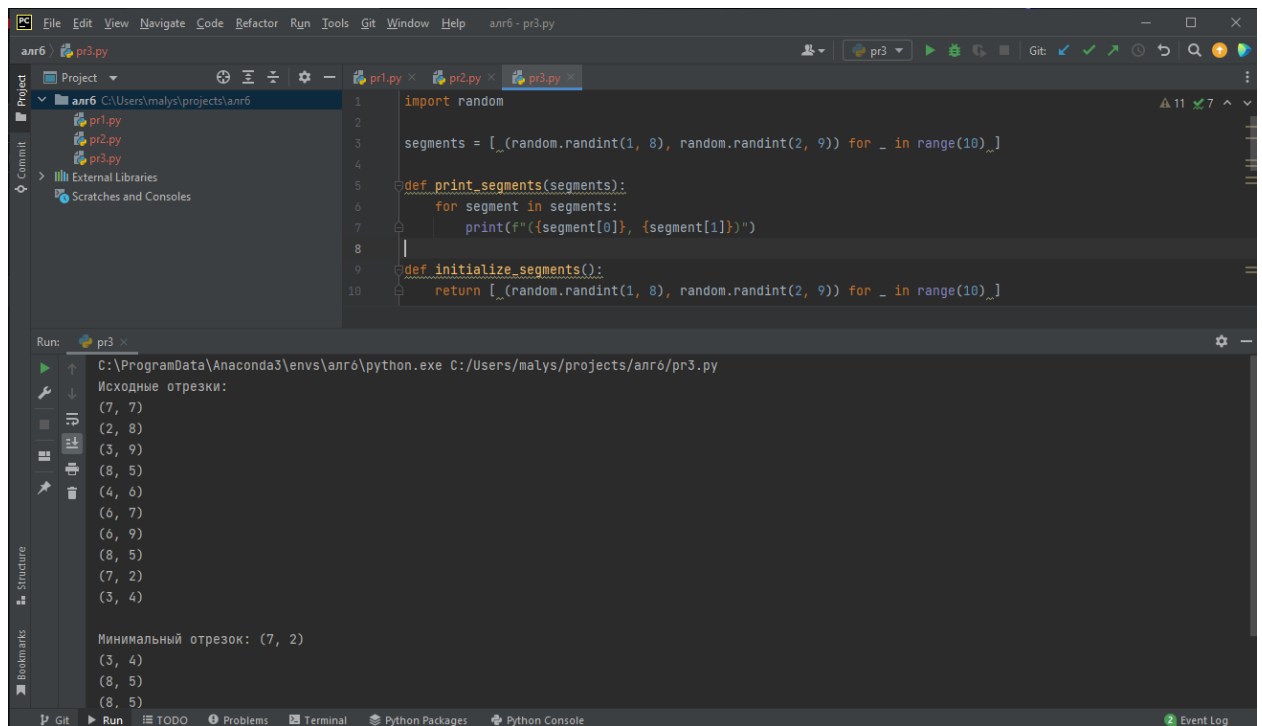 File Edit View Navigate Code Refactor Run Tools Git Window Help алг6 - pr3.py
алг6 pr3.py pr3 Git:
Project pr1.py pr2.py pr3.py
Project
алг6 C:\Users\malys\projects\алг6
pr1.py
pr2.py
pr3.py
External Libraries
Scratches and Consoles
Commit
11 7
1 import random
2
3 segments = [ (random.randint(1, 8), random.randint(2, 9)) for _ in range(10) ]
4
5 def print_segments(segments):
6 for segment in segments:
7 print(f"({segment[0]}, {segment[1]})")
8
9 def initialize_segments():
10 return [ (random.randint(1, 8), random.randint(2, 9)) for _ in range(10) ]
Run: pr3
C:\ProgramData\Anaconda3\envs\алг6\python.exe C:/Users/malys/projects/алг6/pr3.py
Исходные отрезки:
(7, 7)
(2, 8)
(3, 9)
(8, 5)
(4, 6)
(6, 7)
(6, 9)
(8, 5)
(7, 2)
(3, 4)
Минимальный отрезок: (7, 2)
(3, 4)
(8, 5)
(8, 5)
Structure
Bookmarks
Git Run TODO Problems Terminal Python Packages Python Console 2 Event Log